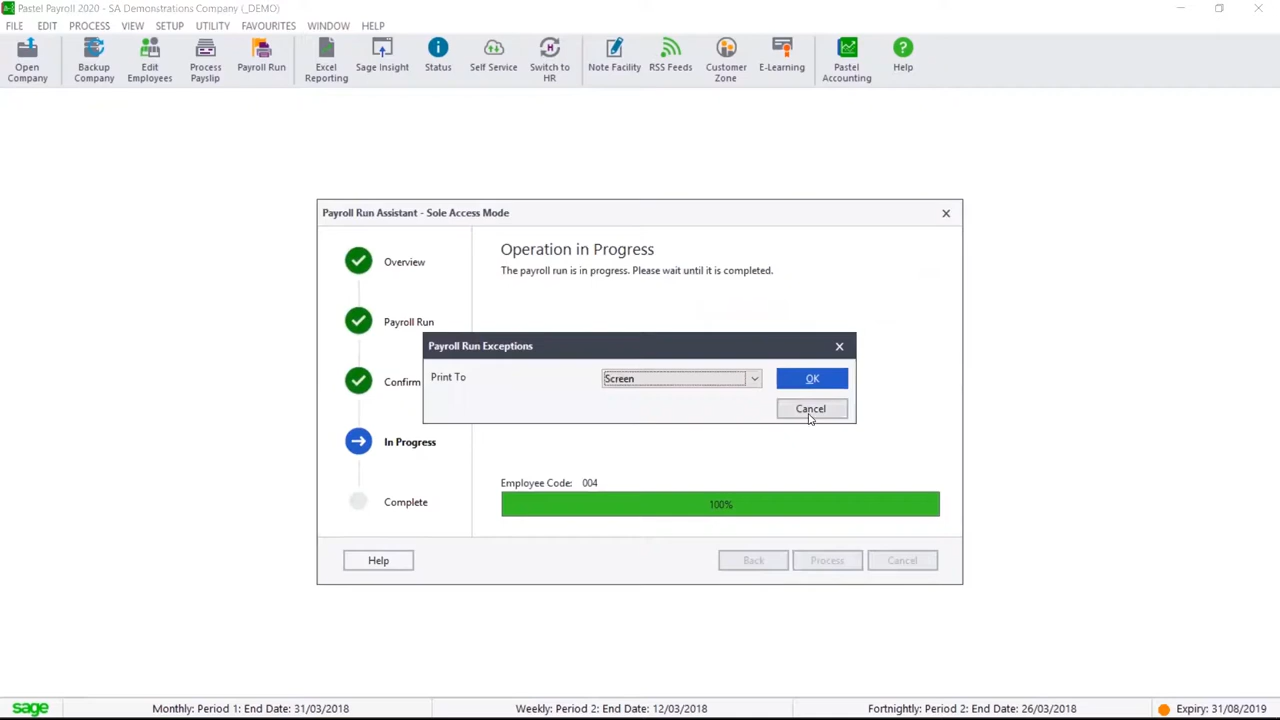 Pastel Payroll 2020 - SA Demonstrations Company (_DEMO)
FILE EDIT PROCESS VIEW SETUP UTILITY FAVOURITES WINDOW HELP
Open Company
Backup Company
Edit Employees
Process Payslip
Payroll Run
Excel Reporting
Sage Insight
Status
Self Service
Switch to HR
Note Facility
RSS Feeds
Customer Zone
E-Learning
Pastel Accounting
Help
Payroll Run Assistant - Sole Access Mode
Overview
Payroll Run
Confirm
In Progress
Complete
Operation in Progress
The payroll run is in progress. Please wait until it is completed.
Payroll Run Exceptions
Print To Screen OK
Cancel
Employee Code: 004
100%
Help Back Process Cancel
sage Monthly: Period 1: End Date: 31/03/2018 Weekly: Period 2: End Date: 12/03/2018 Fortnightly: Period 2: End Date: 26/03/2018 Expiry: 31/08/2019